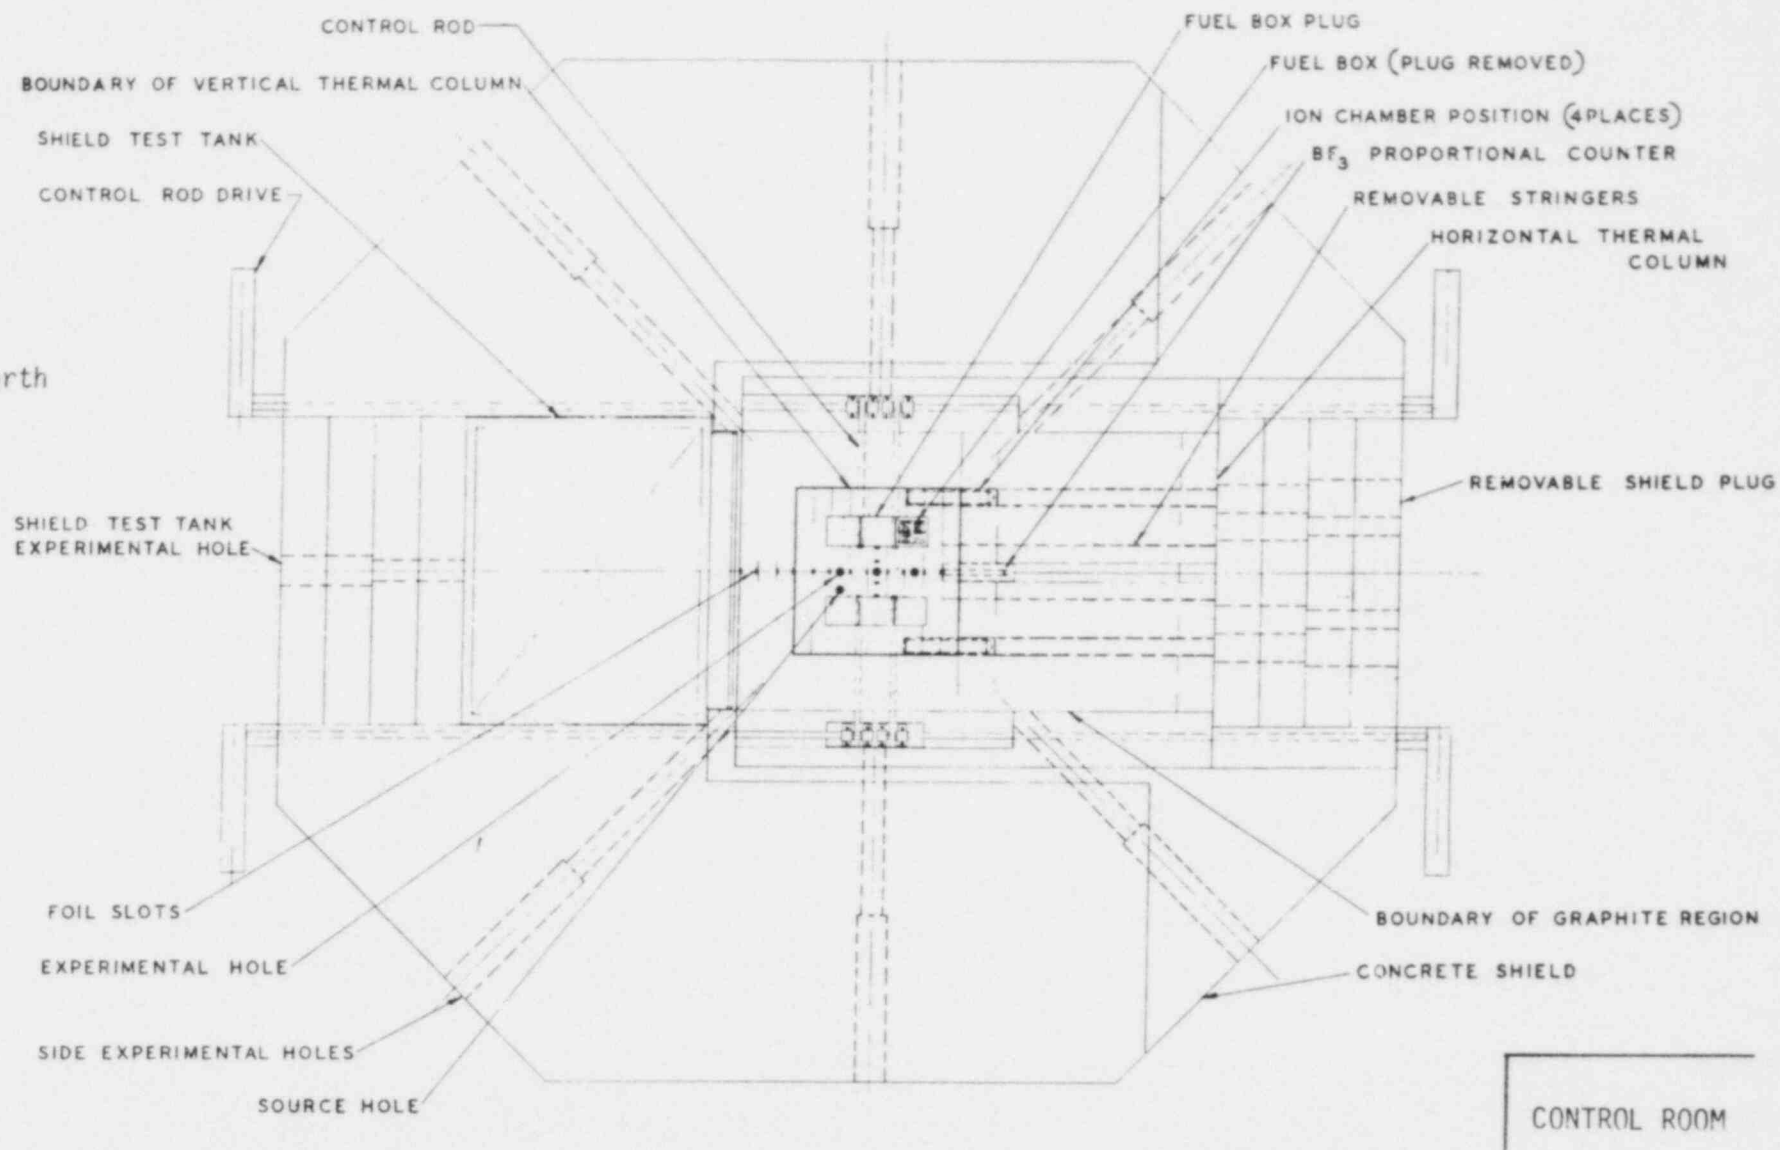 CONTROL ROD
BOUNDARY OF VERTICAL THERMAL COLUMN
SHIELD TEST TANK
CONTROL ROD DRIVE
rth
SHIELD TEST TANK
EXPERIMENTAL HOLE
FOIL SLOTS
EXPERIMENTAL HOLE
SIDE EXPERIMENTAL HOLES
SOURCE HOLE
FUEL BOX PLUG
FUEL BOX (PLUG REMOVED)
ION CHAMBER POSITION (4PLACES)
BF3 PROPORTIONAL COUNTER
REMOVABLE STRINGERS
HORIZONTAL THERMAL
COLUMN
REMOVABLE SHIELD PLUG
BOUNDARY OF GRAPHITE REGION
CONCRETE SHIELD
CONTROL ROOM